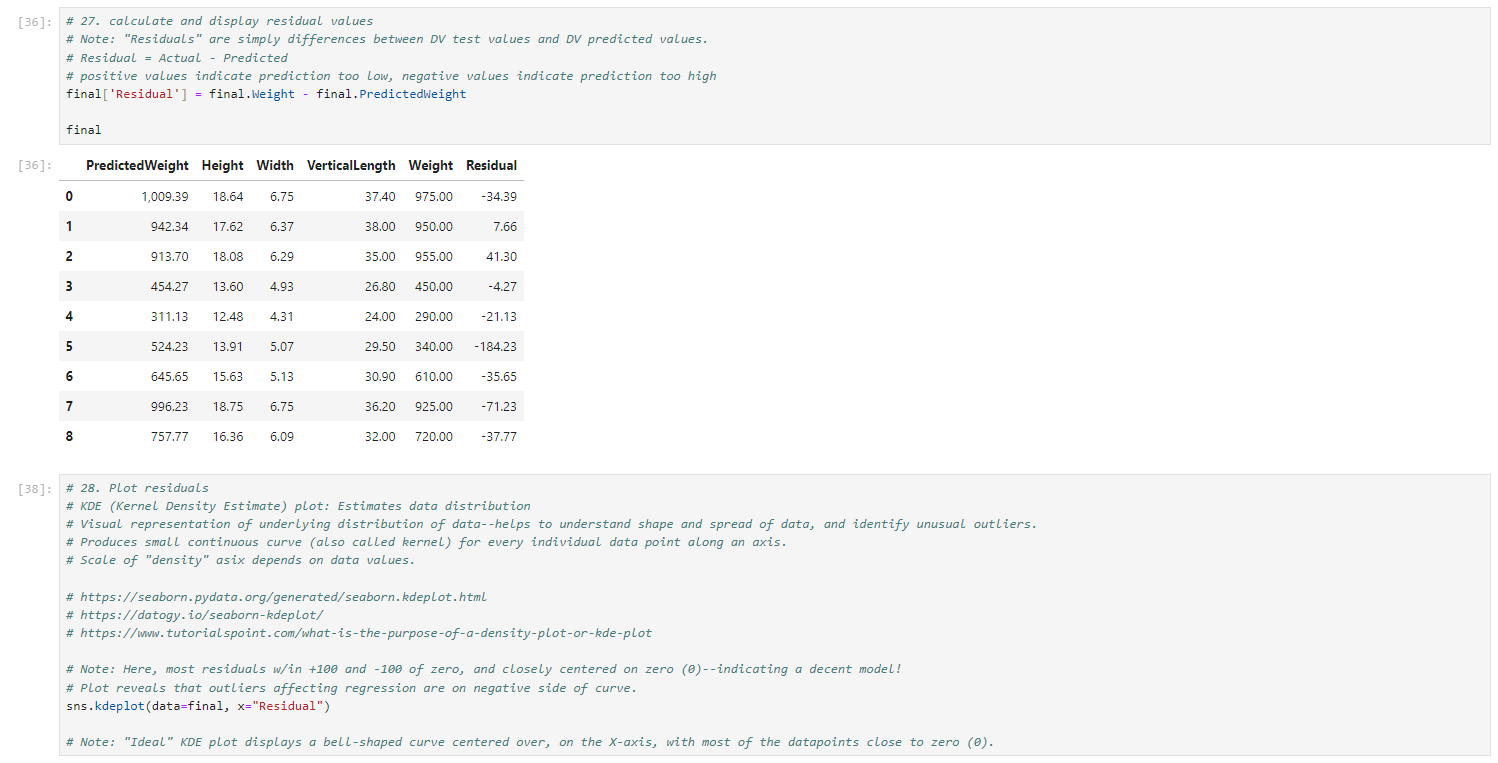 [36]: # 27. calculate and display residual values
# Note: "Residuals" are simply differences between DV test values and DV predicted values.
# Residual = Actual - Predicted
# positive values indicate prediction too low, negative values indicate prediction too high
final['Residual'] = final.Weight - final.PredictedWeight
final
[36]: PredictedWeight Height Width VerticalLength Weight Residual
0 1,009.39 18.64 6.75 37.40 975.00 -34.39
1 942.34 17.62 6.37 38.00 950.00 7.66
2 913.70 18.08 6.29 35.00 955.00 41.30
3 454.27 13.60 4.93 26.80 450.00 -4.27
4 311.13 12.48 4.31 24.00 290.00 -21.13
5 524.23 13.91 5.07 29.50 340.00 -184.23
6 645.65 15.63 5.13 30.90 610.00 -35.65
7 996.23 18.75 6.75 36.20 925.00 -71.23
8 757.77 16.36 6.09 32.00 720.00 -37.77
[38]: # 28. Plot residuals
# KDE (Kernel Density Estimate) plot: Estimates data distribution
# Visual representation of underlying distribution of data--helps to understand shape and spread of data, and identify unusual outliers.
# Produces small continuous curve (also called kernel) for every individual data point along an axis.
# Scale of "density" asix depends on data values.
# https://seaborn.pydata.org/generated/seaborn.kdeplot.html
# https://datogy.io/seaborn-kdeplot/
# https://www.tutorialspoint.com/what-is-the-purpose-of-a-density-plot-or-kde-plot
# Note: Here, most residuals w/in +100 and -100 of zero, and closely centered on zero (0)--indicating a decent model!
# Plot reveals that outliers affecting regression are on negative side of curve.
sns.kdeplot(data=final, x="Residual")
# Note: "Ideal" KDE plot displays a bell-shaped curve centered over, on the X-axis, with most of the datapoints close to zero (0).